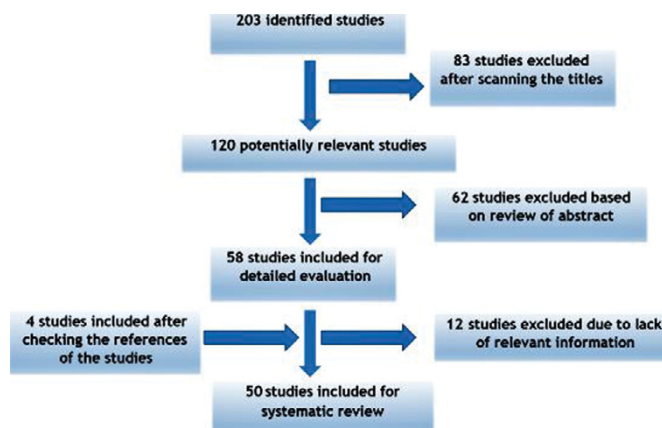 203 identified studies
83 studies excluded
after scanning the titles
120 potentially relevant studies
62 studies excluded based
on review of abstract
58 studies included for
detailed evaluation
4 studies included after
checking the references
of the studies
12 studies excluded due to lack
of relevant information
50 studies included for
systematic review